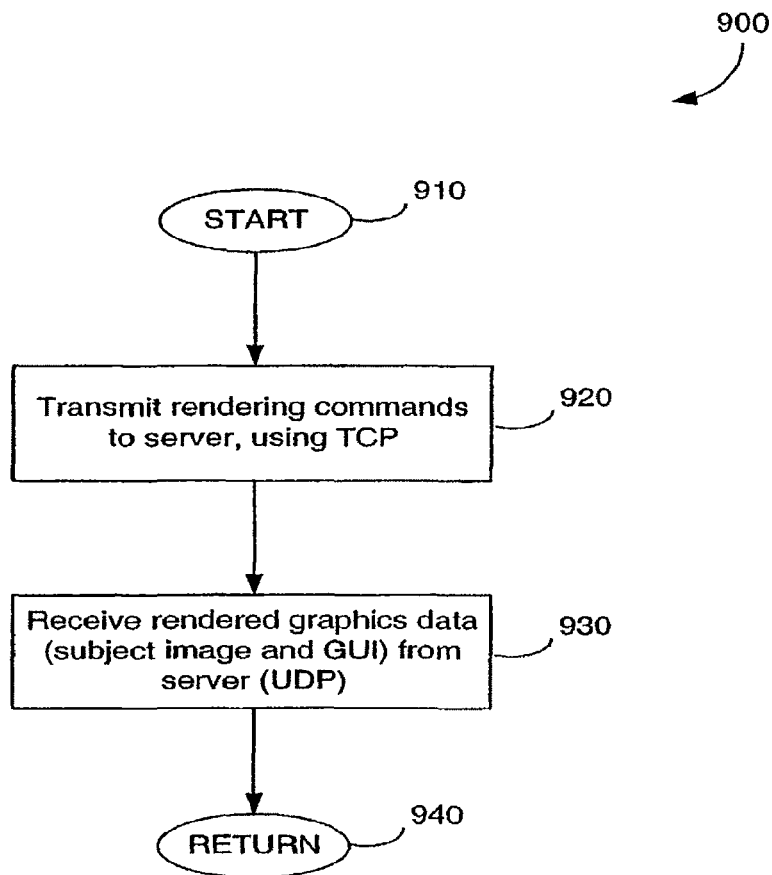 900
START
910
Transmit rendering commands
to server, using TCP
920
Receive rendered graphics data
(subject image and GUI) from
server (UDP)
930
RETURN
940